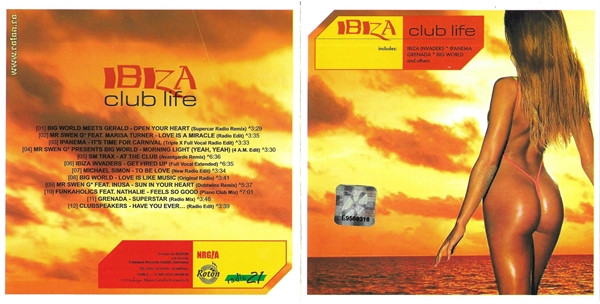 www.roton.ro
IBIZA
club life
[01] BIG WORLD MEETS GERALD - OPEN YOUR HEART (Supercar Radio Remix) ^3:29
[02] MR SWEN G* FEAT. MARISA TURNER - LOVE IS A MIRACLE (Radio Edit) ^3:35
[03] IPANEMA - IT'S TIME FOR CARNIVAL (Triple X Full Vocal Radio Edit) ^3:33
[04] MR SWEN G* PRESENTS BIG WORLD - MORNING LIGHT (YEAH, YEAH) (4 A.M. Edit) ^3:30
[05] SM TRAX - AT THE CLUB (Avantgarde Remix) ^6:36
[06] IBIZA INVADERS - GET FIRED UP (Full Vocal Extended) ^6:35
[07] MICHAEL SIMON - TO BE LOVE (New Radio Edit) ^3:34
[08] BIG WORLD - LOVE IS LIKE MUSIC (Original Radio) ^3:41
[09] MR SWEN G* FEAT. INUSA - SUN IN YOUR HEART (Dubtwins Remix) ^3:37
[10] FUNKAHOLICS FEAT. NATHALIE - FEELS SO GOOD (Piano Club Mix) ^7:01
[11] GRENADA - SUPERSTAR (Radio Mix) ^3:46
[12] CLUBSPEAKERS - HAVE YOU EVER... (Radio Edit) ^3:39
NRG/A
Roton
radio 21
IBIZA
club life
includes:
IBIZA INVADERS * IPANEMA
GRENADA * BIG WORLD
and others